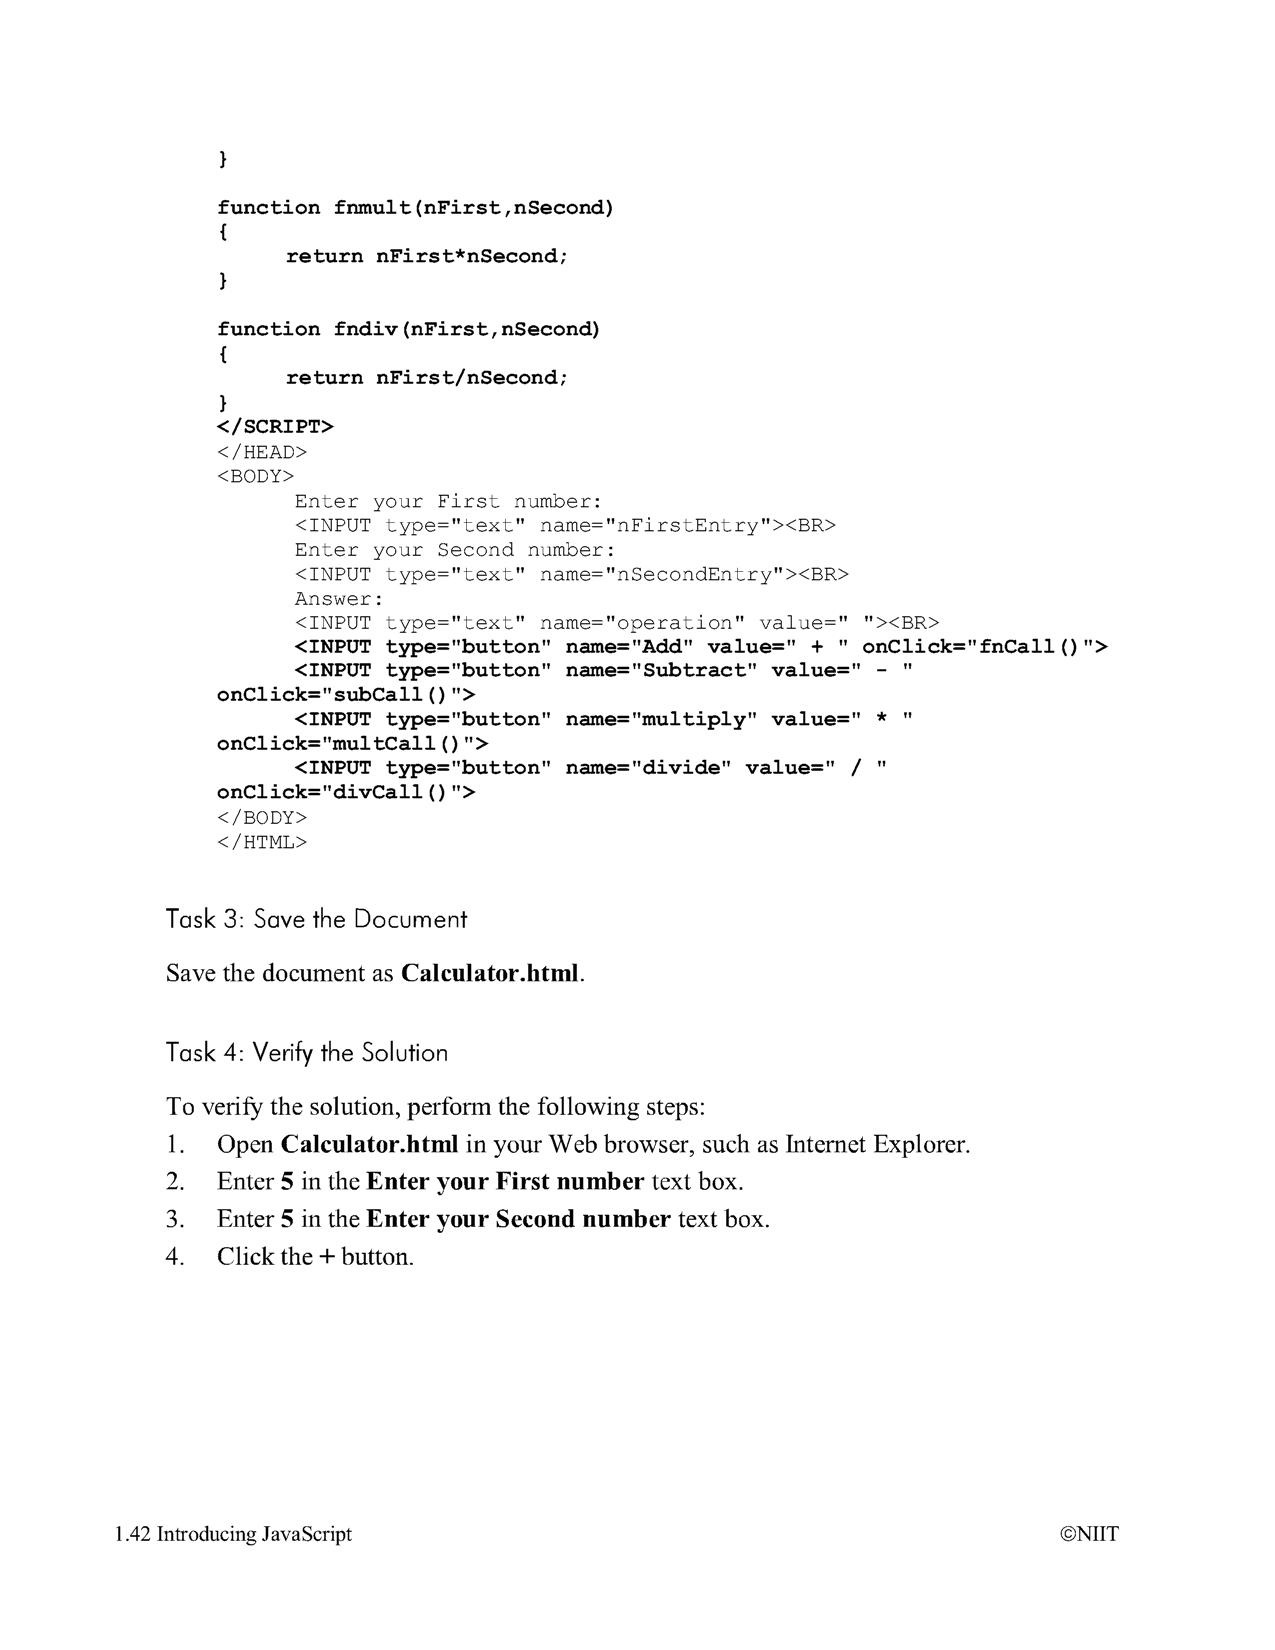 }
function fnmult(nFirst,nSecond)
{
return nFirst*nSecond;
}
function fndiv(nFirst,nSecond)
{
return nFirst/nSecond;
}
</SCRIPT>
</HEAD>
<BODY>
Enter your First number:
<INPUT type="text" name="nFirstEntry"><BR>
Enter your Second number:
<INPUT type="text" name="nSecondEntry"><BR>
Answer:
<INPUT type="text" name="operation" value=" "><BR>
<INPUT type="button" name="Add" value=" + " onClick="fnCall()">
<INPUT type="button" name="Subtract" value=" - "
onClick="subCall()">
<INPUT type="button" name="multiply" value=" * "
onClick="multCall()">
<INPUT type="button" name="divide" value=" / "
onClick="divCall()">
</BODY>
</HTML>
Task 3: Save the Document
Save the document as Calculator.html.
Task 4: Verify the Solution
To verify the solution, perform the following steps:
1. Open Calculator.html in your Web browser, such as Internet Explorer.
2. Enter 5 in the Enter your First number text box.
3. Enter 5 in the Enter your Second number text box.
4. Click the + button.
1.42 Introducing JavaScript ©NIIT